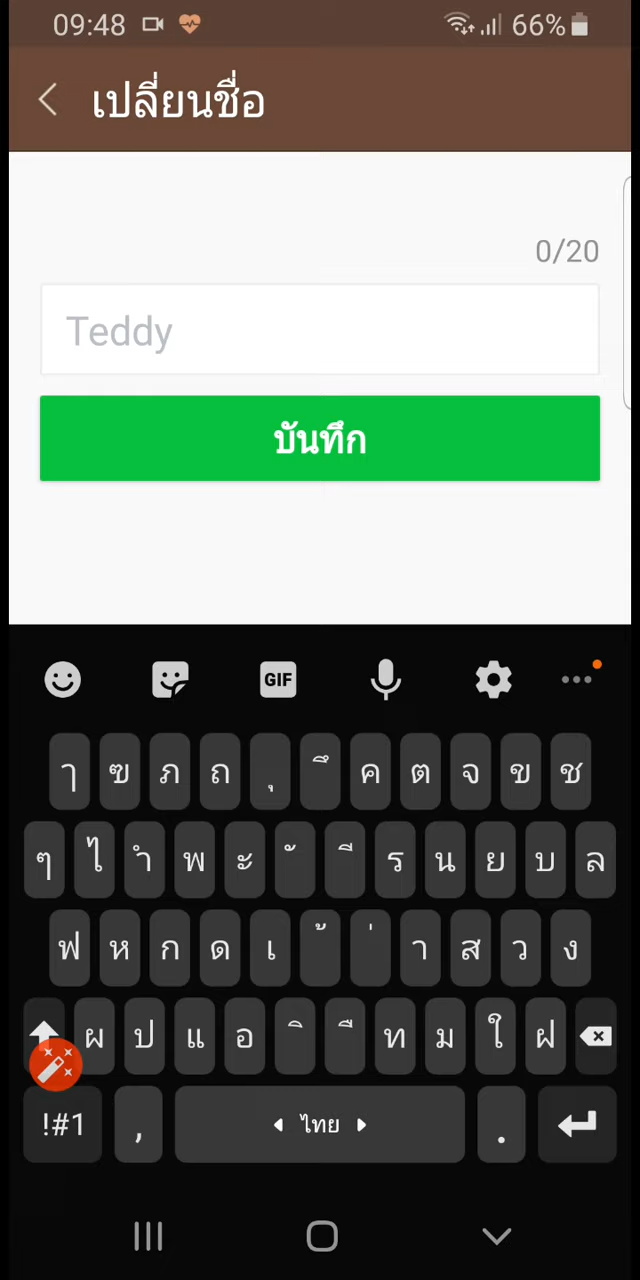 09:48 66%
เปลี่ยนชื่อ
0/20
Teddy
บันทึก
GIF
ๅ ฃ ภ ถ ุ ึ ค ต จ ข ช
ๆ ไ ำ พ ะ ั ี ร น ย บ ล
ฟ ห ก ด เ ้ ่ า ส ว ง
ผ ป แ อ ิ ื ท ม ใ ฝ
!#1 , ไทย .